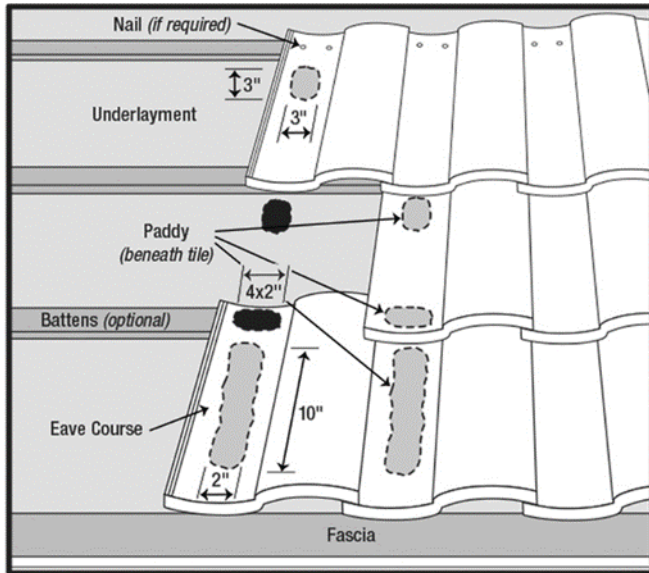 Nail (if required)
3"
3"
Underlayment
Paddy
(beneath tile)
4x2"
Battens (optional)
10"
Eave Course
2"
Fascia